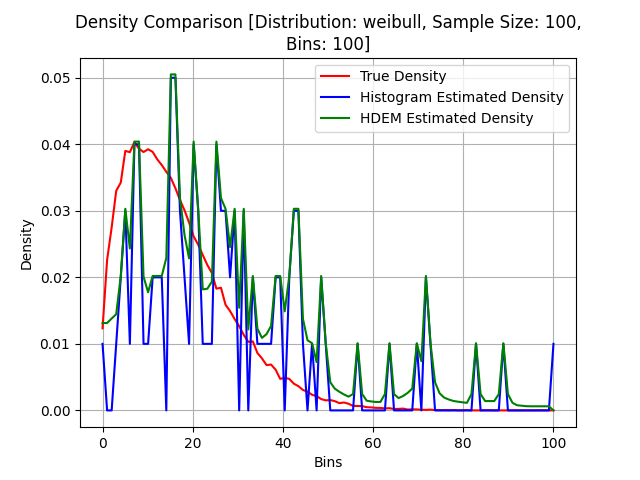 Density Comparison [Distribution: weibull, Sample Size: 100,
Bins: 100]
True Density
Histogram Estimated Density
HDEM Estimated Density
Density
0.05
0.04
0.03
0.02
0.01
0.00
0 20 40 60 80 100
Bins